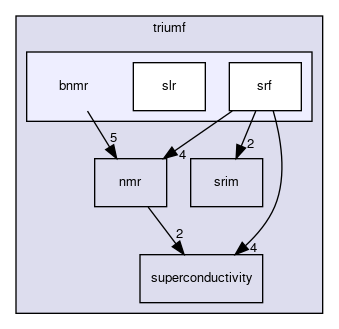 triumf
bnmr
slr
srf
5
4
2
nmr
srim
2
4
superconductivity